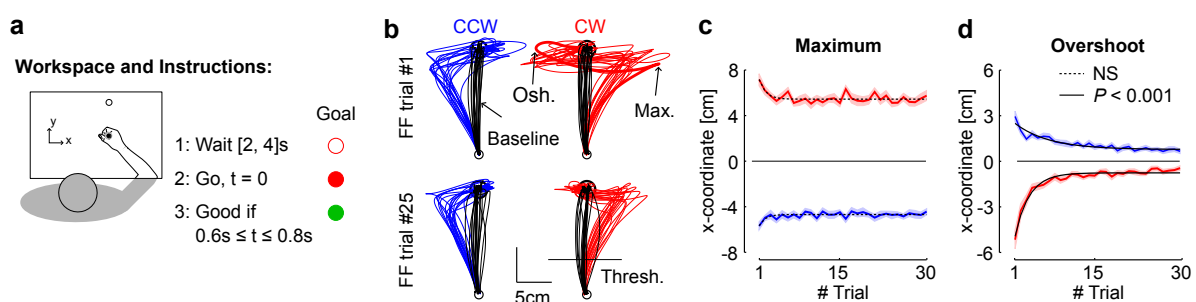 a
Workspace and Instructions:
y
x
Goal
1: Wait [2, 4]s
2: Go, t = 0
3: Good if
0.6s ≤ t ≤ 0.8s
b
CCW
CW
FF trial #1
Osh.
Max.
Baseline
FF trial #25
Thresh.
5cm
c
Maximum
x-coordinate [cm]
8
4
0
-4
-8
1
15
30
# Trial
d
Overshoot
NS
P < 0.001
x-coordinate [cm]
6
3
0
-3
-6
1
15
30
# Trial